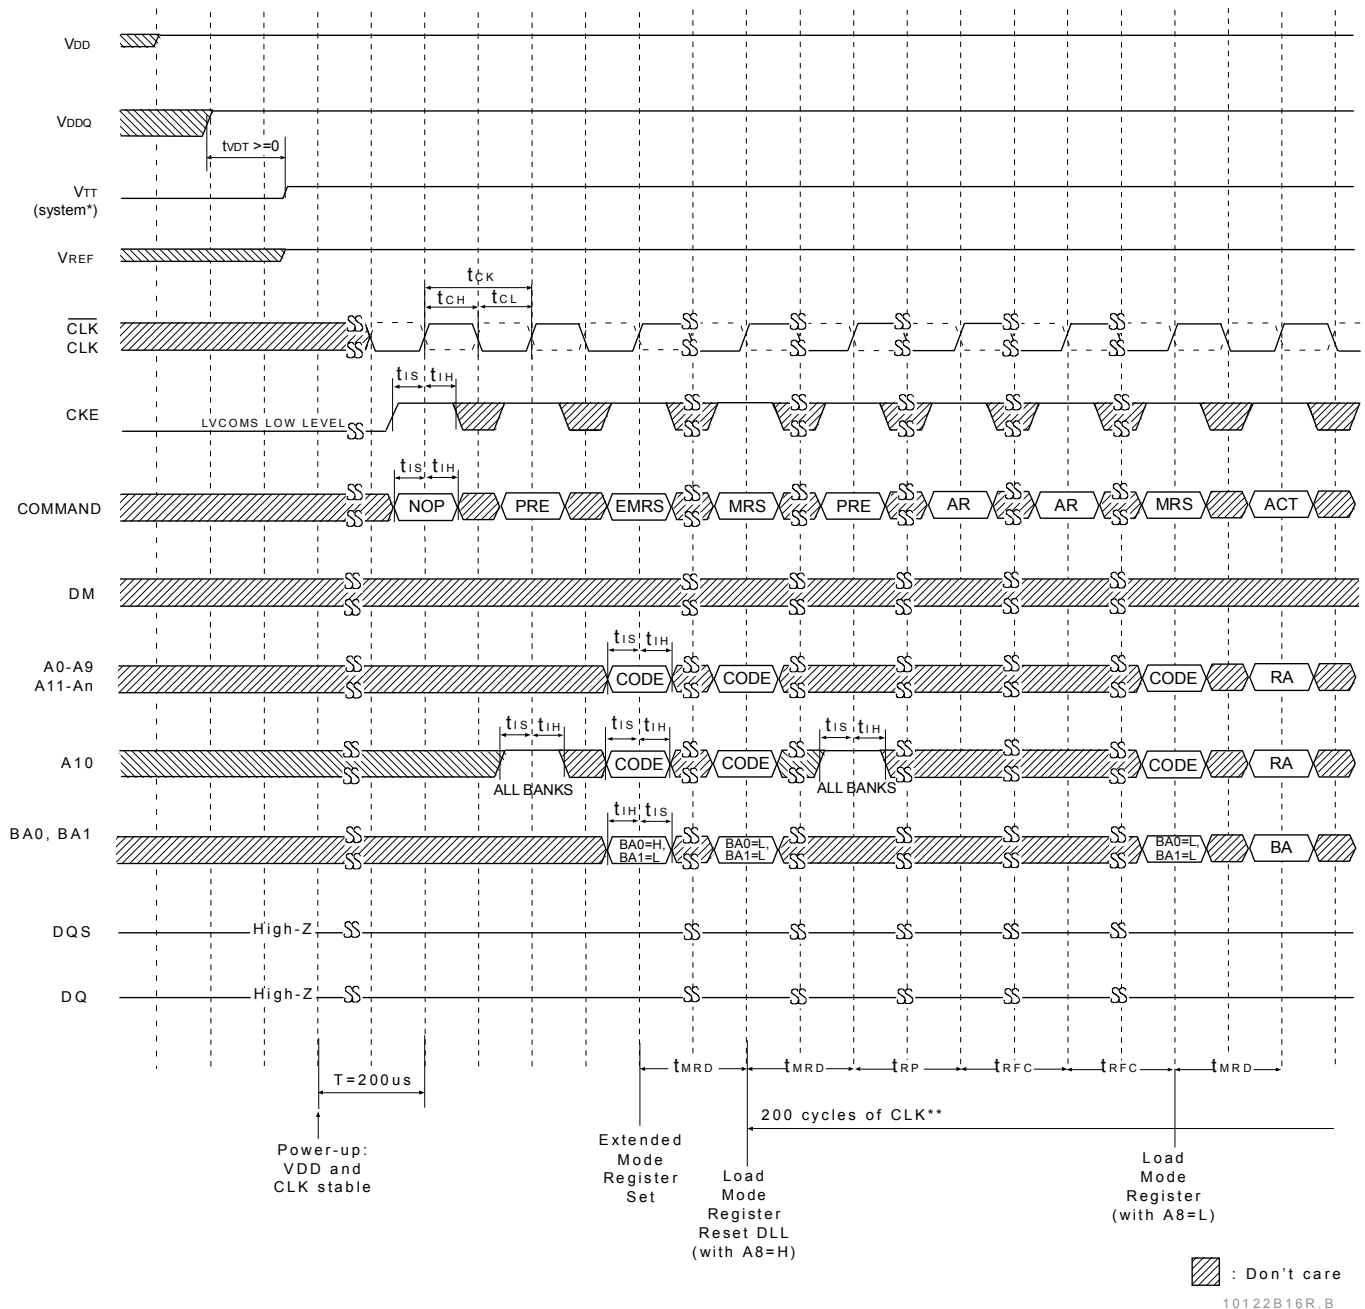 VDD
VDDQ
tVDT >=0
VTT
(system*)
VREF
tCK
tCH tCL
CLK
CLK
tIS tIH
CKE
LVCOMS LOW LEVEL
tIS tIH
COMMAND NOP PRE EMRS MRS PRE AR AR MRS ACT
DM
tIS tIH
A0-A9
A11-An
CODE CODE CODE RA
tIS tIH tIS tIH tIS tIH
A10 CODE CODE CODE RA
ALL BANKS ALL BANKS
tIH tIS
BA0, BA1 BA0=H, BA1=L BA0=L, BA1=L BA0=L, BA1=L BA
DQS High-Z
DQ High-Z
tMRD tMRD tRP tRFC tRFC tMRD
T=200us
200 cycles of CLK**
Power-up:
VDD and
CLK stable
Extended
Mode
Register
Set
Load
Mode
Register
Reset DLL
(with A8=H)
Load
Mode
Register
(with A8=L)
: Don't care
10122B16R.B